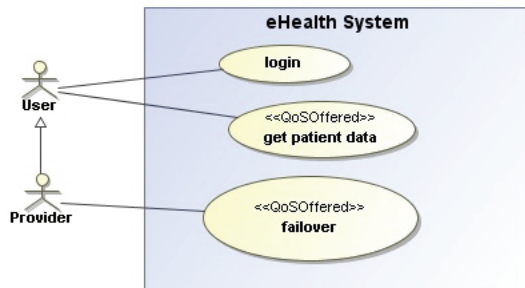 eHealth System
login
User
<<QoSOffered>>
get patient data
Provider
<<QoSOffered>>
failover